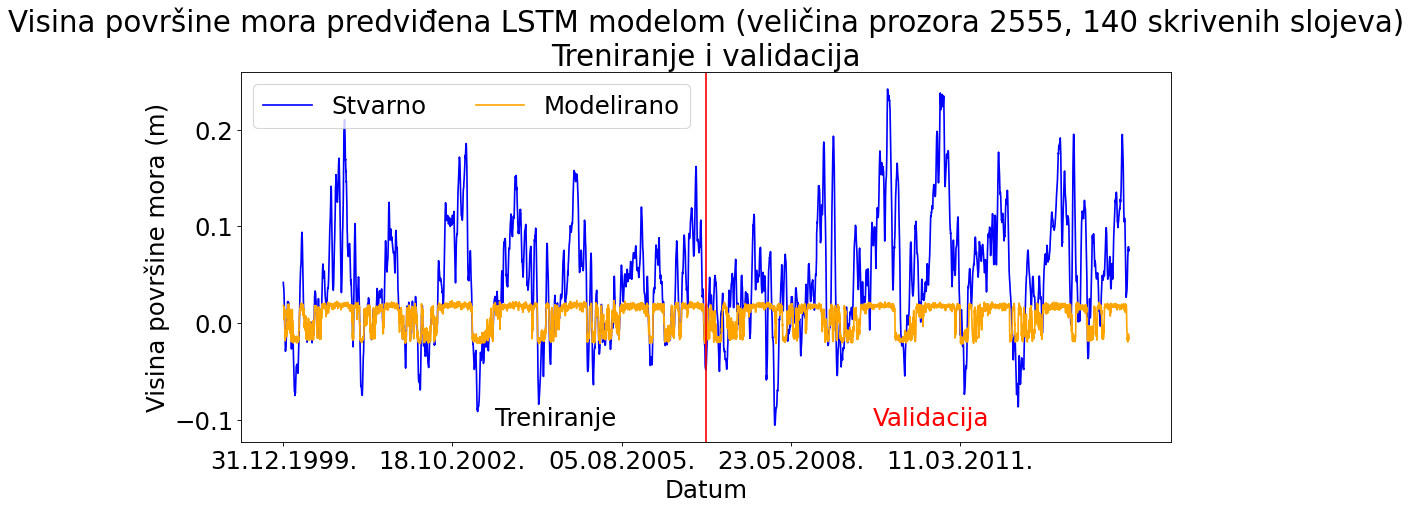 Visina površine mora predviđena LSTM modelom (veličina prozora 2555, 140 skrivenih slojeva)
Treniranje i validacija
Stvarno
Modelirano
Visina površine mora (m)
0.2
0.1
0.0
−0.1
Treniranje
Validacija
31.12.1999.
18.10.2002.
05.08.2005.
23.05.2008.
11.03.2011.
Datum